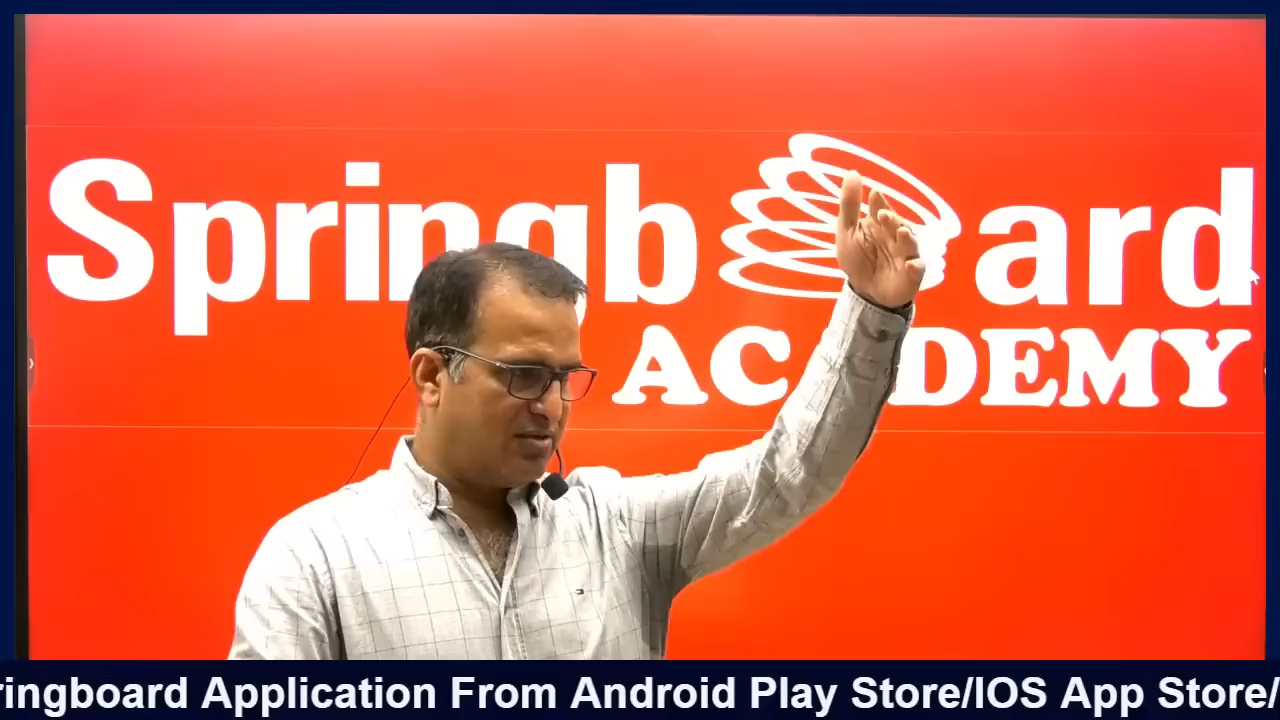 Springboard
ACADEMY
ringboard Application From Android Play Store/IOS App Store/